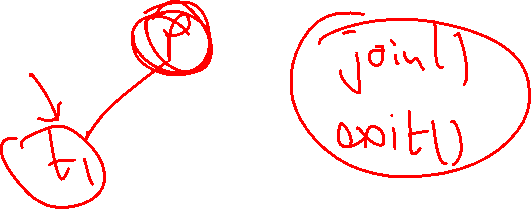 P
t1
join()
exit()